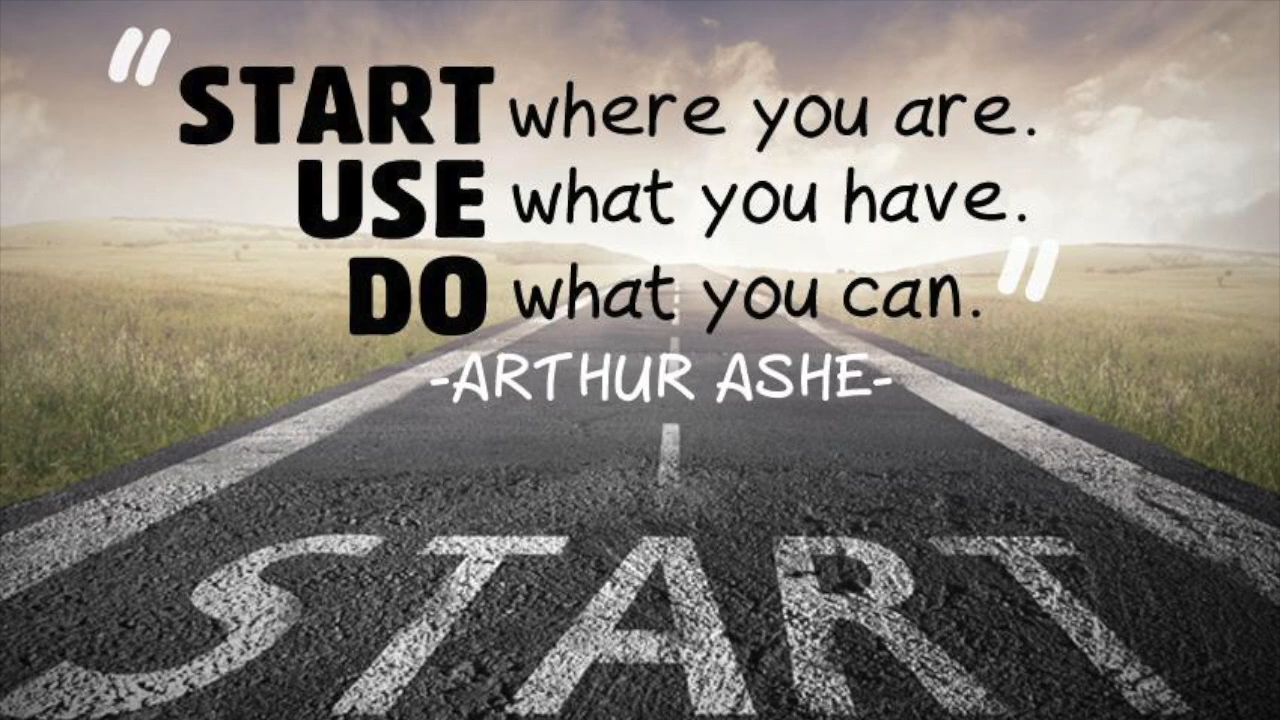 “START where you are.
USE what you have.
DO what you can.”
-ARTHUR ASHE-
START